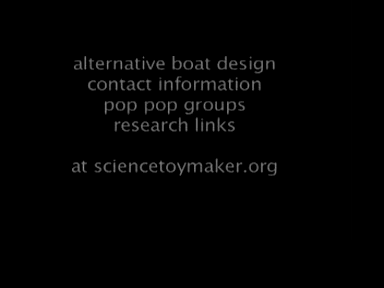 alternative boat design
contact information
pop pop groups
research links
at sciencetoymaker.org